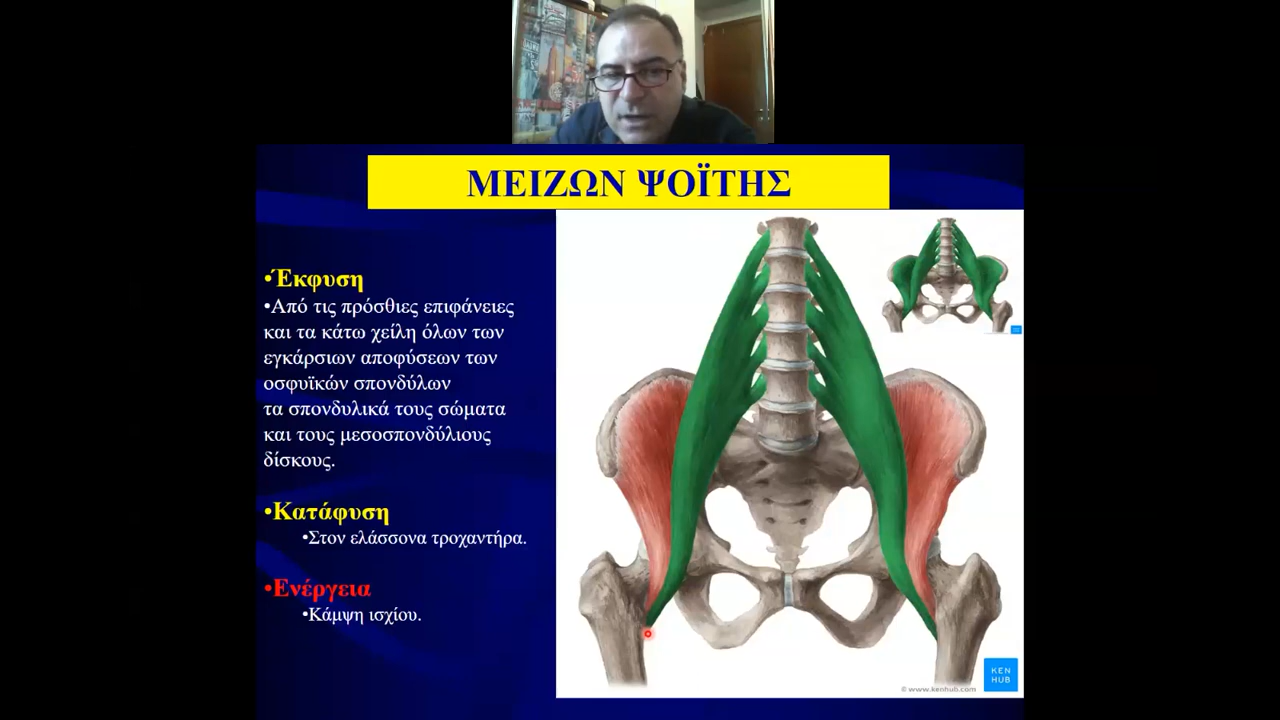 ΜΕΙΖΩΝ ΨΟΪΤΗΣ
•Έκφυση
•Από τις πρόσθιες επιφάνειες
και τα κάτω χείλη όλων των
εγκάρσιων αποφύσεων των
οσφυϊκών σπονδύλων
τα σπονδυλικά τους σώματα
και τους μεσοσπονδύλιους
δίσκους.
•Κατάφυση
•Στον ελάσσονα τροχαντήρα.
•Ενέργεια
•Κάμψη ισχίου.
KEN
HUB
© www.kenhub.com